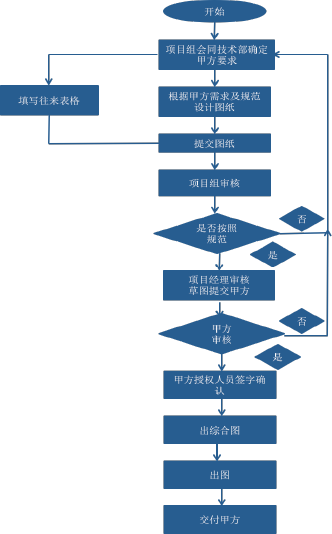 开始
项目组会同技术部确定
甲方要求
填写往来表格
根据甲方需求及规范
设计图纸
提交图纸
项目组审核
否
是否按照
规范
是
项目经理审核
草图提交甲方
否
甲方
审核
是
甲方授权人员签字确
认
出综合图
出图
交付甲方